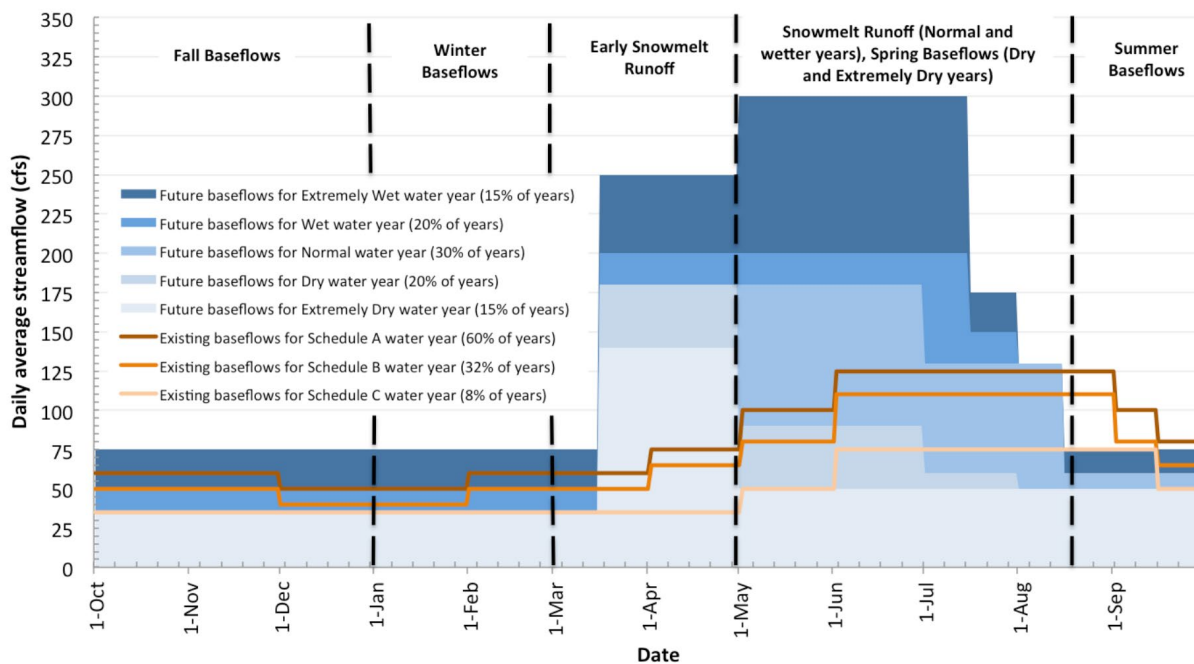 350
325
300
275
250
225
200
175
150
125
100
75
50
25
0
Daily average streamflow (cfs)
Fall Baseflows
Winter
Baseflows
Early Snowmelt
Runoff
Snowmelt Runoff (Normal and
wetter years), Spring Baseflows (Dry
and Extremely Dry years)
Summer
Baseflows
Future baseflows for Extremely Wet water year (15% of years)
Future baseflows for Wet water year (20% of years)
Future baseflows for Normal water year (30% of years)
Future baseflows for Dry water year (20% of years)
Future baseflows for Extremely Dry water year (15% of years)
Existing baseflows for Schedule A water year (60% of years)
Existing baseflows for Schedule B water year (32% of years)
Existing baseflows for Schedule C water year (8% of years)
1-Oct
1-Nov
1-Dec
1-Jan
1-Feb
1-Mar
1-Apr
1-May
1-Jun
1-Jul
1-Aug
1-Sep
Date